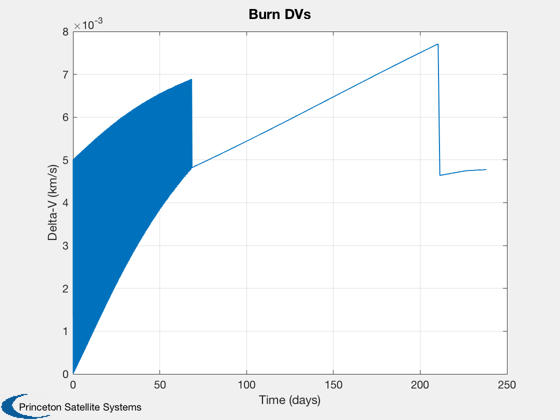 Burn DVs
×10⁻³
8
7
6
5
4
3
2
1
0
Delta-V (km/s)
0 50 100 150 200 250
Time (days)
Princeton Satellite Systems